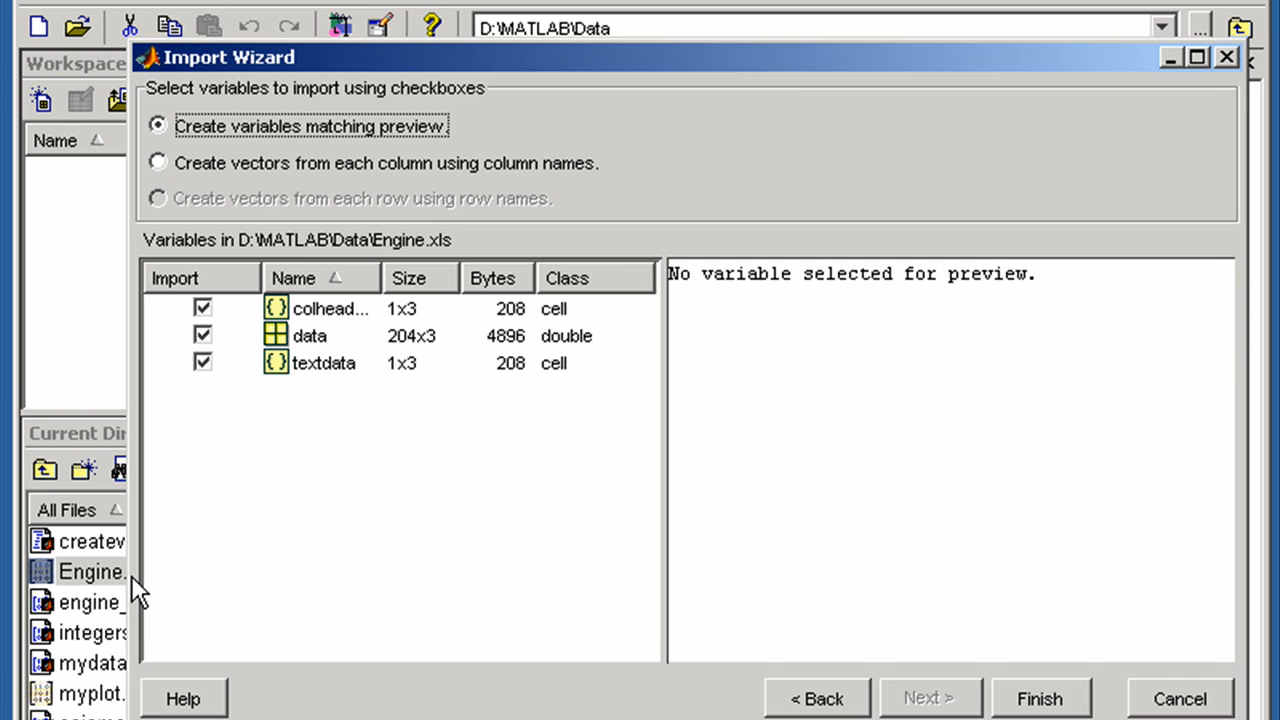 D:\MATLAB\Data
...
Workspace
Import Wizard
Select variables to import using checkboxes
Create variables matching preview.
Name
Create vectors from each column using column names.
Create vectors from each row using row names.
Variables in D:\MATLAB\Data\Engine.xls
Import Name Size Bytes Class
No variable selected for preview.
colhead... 1x3 208 cell
data 204x3 4896 double
textdata 1x3 208 cell
Current Dir
All Files
createv
Engine.
engine_
integers
mydata
myplot.
Help
< Back
Next >
Finish
Cancel